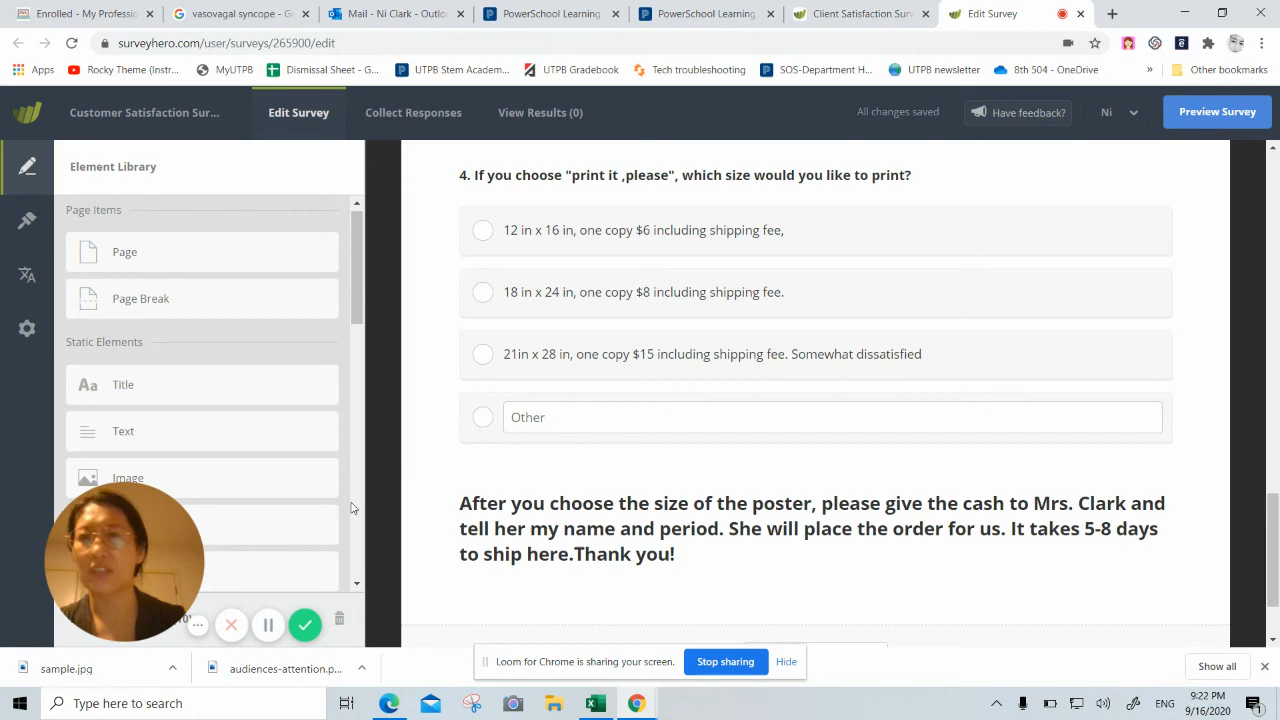 Enrolled - My Professi
vasovagal syncope - G
Mail - Ni Clark - Outlo
PowerSchool Learning
PowerSchool Learning
Client Satisfaction Surv
Edit Survey
surveyhero.com/user/surveys/265900/edit
Apps
Rocky Theme (Instr...
MyUTPB
Dismissal Sheet - G...
UTPB Stem Academ...
UTPB Gradebook
Tech troubleshooting
SOS-Department H...
UTPB newsletter
8th 504 - OneDrive
»
Other bookmarks
Customer Satisfaction Sur...
Edit Survey
Collect Responses
View Results (0)
All changes saved
Have feedback?
Ni
Preview Survey
Element Library
Page Items
Page
Page Break
Static Elements
Aa Title
Text
Image
4. If you choose "print it ,please", which size would you like to print?
12 in x 16 in, one copy $6 including shipping fee,
18 in x 24 in, one copy $8 including shipping fee.
21in x 28 in, one copy $15 including shipping fee. Somewhat dissatisfied
Other
After you choose the size of the poster, please give the cash to Mrs. Clark and
tell her my name and period. She will place the order for us. It takes 5-8 days
to ship here.Thank you!
Loom for Chrome is sharing your screen.
Stop sharing
Hide
sample.jpg
audiences-attention.p...
Show all
Type here to search
ENG
9:22 PM
9/16/2020
1